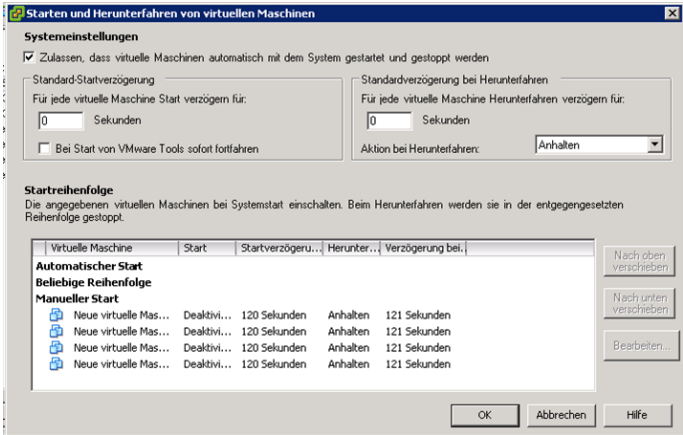 Starten und Herunterfahren von virtuellen Maschinen
Systemeinstellungen
Zulassen, dass virtuelle Maschinen automatisch mit dem System gestartet und gestoppt werden
Standard-Startverzögerung
Für jede virtuelle Maschine Start verzögern für:
0 Sekunden
Bei Start von VMware Tools sofort fortfahren
Standardverzögerung bei Herunterfahren
Für jede virtuelle Maschine Herunterfahren verzögern für:
0 Sekunden
Aktion bei Herunterfahren: Anhalten
Startreihenfolge
Die angegebenen virtuellen Maschinen bei Systemstart einschalten. Beim Herunterfahren werden sie in der entgegengesetzten
Reihenfolge gestoppt.
Virtuelle Maschine Start Startverzögeru... Herunter... Verzögerung bei...
Automatischer Start
Beliebige Reihenfolge
Manueller Start
Neue virtuelle Mas... Deaktivi... 120 Sekunden Anhalten 121 Sekunden
Neue virtuelle Mas... Deaktivi... 120 Sekunden Anhalten 121 Sekunden
Neue virtuelle Mas... Deaktivi... 120 Sekunden Anhalten 121 Sekunden
Neue virtuelle Mas... Deaktivi... 120 Sekunden Anhalten 121 Sekunden
Nach oben
verschieben
Nach unten
verschieben
Bearbeiten...
OK Abbrechen Hilfe